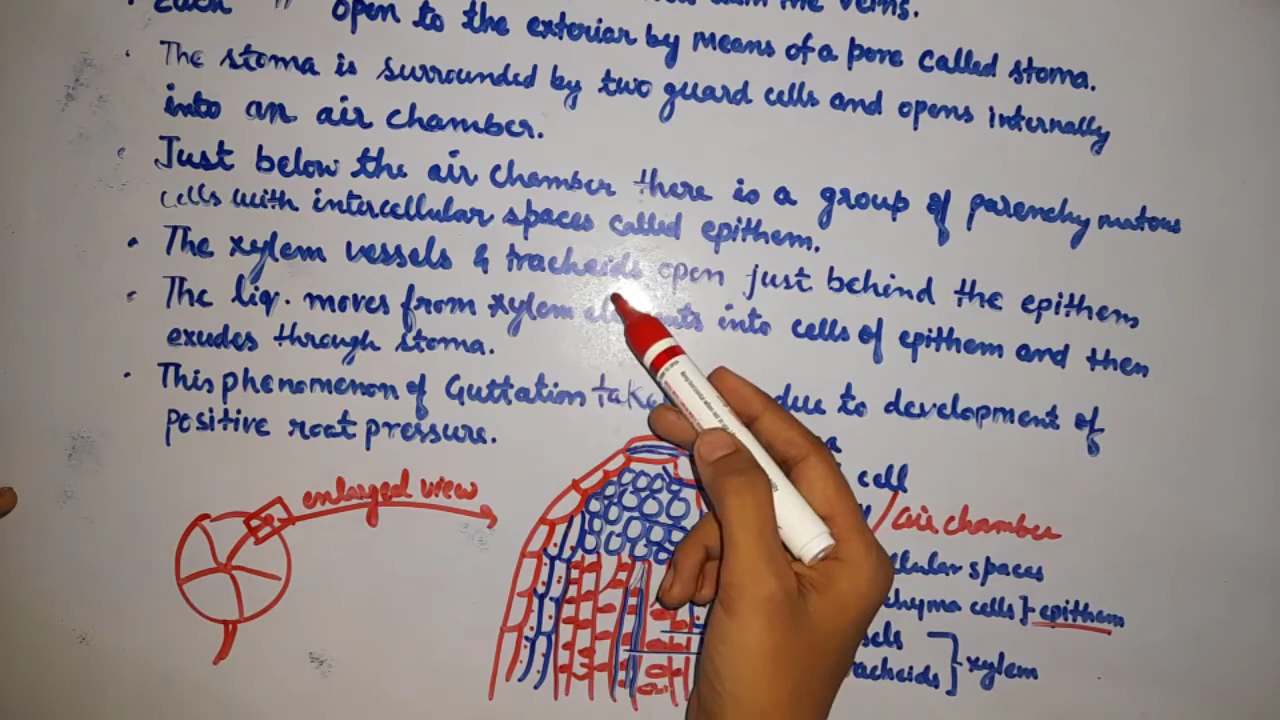 the veins.
• Each " open to the exterior by means of a pore called stoma.
• The stoma is surrounded by two guard cells and opens internally
into an air chamber.
• Just below the air chamber there is a group of parenchymatous
cells with intercellular spaces called epithem.
• The xylem vessels & tracheids open just behind the epithem
• The liq. moves from xylem into cells of epithem and then
exudes through stoma.
• This phenomenon of Guttation due to development of
positive root pressure.
cell
enlarged view
air chamber
spaces
cells } epithem
xylem